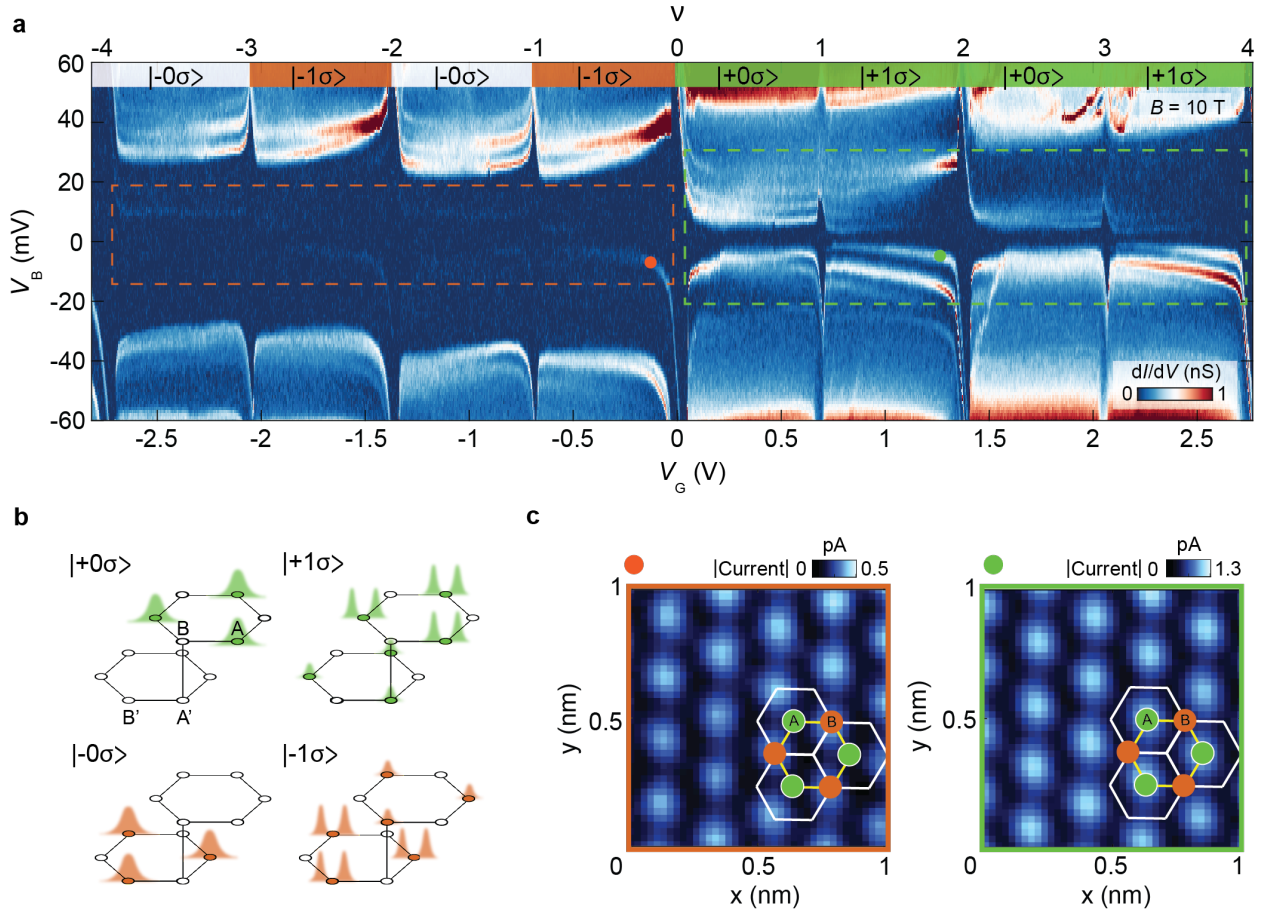 a
ν
-4 -3 -2 -1 0 1 2 3 4
|-0σ> |-1σ> |-0σ> |-1σ> |+0σ> |+1σ> |+0σ> |+1σ>
B = 10 T
60
40
20
0
-20
-40
-60
V_B (mV)
dI/dV (nS)
0 1
-2.5 -2 -1.5 -1 -0.5 0 0.5 1 1.5 2 2.5
V_G (V)
b
|+0σ> |+1σ>
B A
B' A'
|-0σ> |-1σ>
c
pA
|Current| 0 0.5
1
0.5
0
y (nm)
A B
0.5 1
x (nm)
pA
|Current| 0 1.3
1
0.5
0
y (nm)
A B
0.5 1
x (nm)